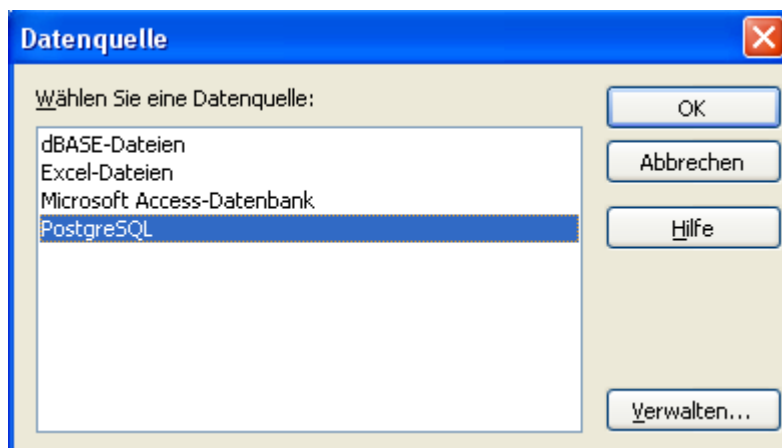 Datenquelle
Wählen Sie eine Datenquelle:
dBASE-Dateien
Excel-Dateien
Microsoft Access-Datenbank
PostgreSQL
OK
Abbrechen
Hilfe
Verwalten...